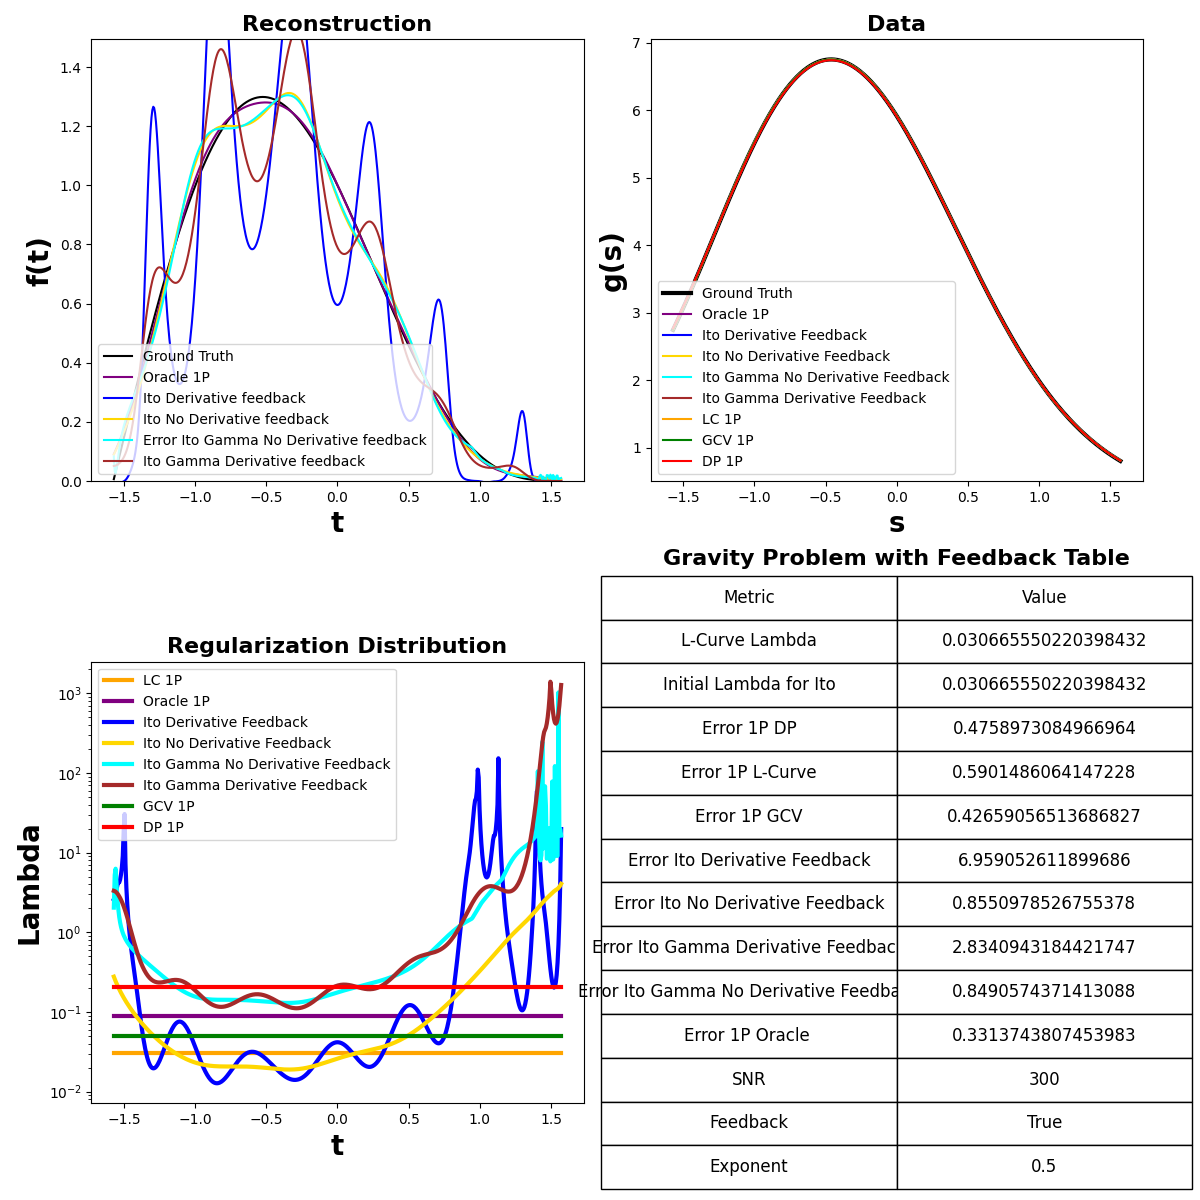 Reconstruction
f(t)
1.4
1.2
1.0
0.8
0.6
0.4
0.2
0.0
Ground Truth
Oracle 1P
Ito Derivative feedback
Ito No Derivative feedback
Error Ito Gamma No Derivative feedback
Ito Gamma Derivative feedback
−1.5 −1.0 −0.5 0.0 0.5 1.0 1.5
t
Data
g(s)
7
6
5
4
3
2
1
Ground Truth
Oracle 1P
Ito Derivative Feedback
Ito No Derivative Feedback
Ito Gamma No Derivative Feedback
Ito Gamma Derivative Feedback
LC 1P
GCV 1P
DP 1P
−1.5 −1.0 −0.5 0.0 0.5 1.0 1.5
s
Regularization Distribution
Lambda
10³
10²
10¹
10⁰
10⁻¹
10⁻²
LC 1P
Oracle 1P
Ito Derivative Feedback
Ito No Derivative Feedback
Ito Gamma No Derivative Feedback
Ito Gamma Derivative Feedback
GCV 1P
DP 1P
−1.5 −1.0 −0.5 0.0 0.5 1.0 1.5
t
Gravity Problem with Feedback Table
Metric Value
L-Curve Lambda 0.030665550220398432
Initial Lambda for Ito 0.030665550220398432
Error 1P DP 0.4758973084966964
Error 1P L-Curve 0.5901486064147228
Error 1P GCV 0.42659056513686827
Error Ito Derivative Feedback 6.959052611899686
Error Ito No Derivative Feedback 0.8550978526755378
Error Ito Gamma Derivative Feedbac 2.8340943184421747
Error Ito Gamma No Derivative Feedba 0.8490574371413088
Error 1P Oracle 0.3313743807453983
SNR 300
Feedback True
Exponent 0.5